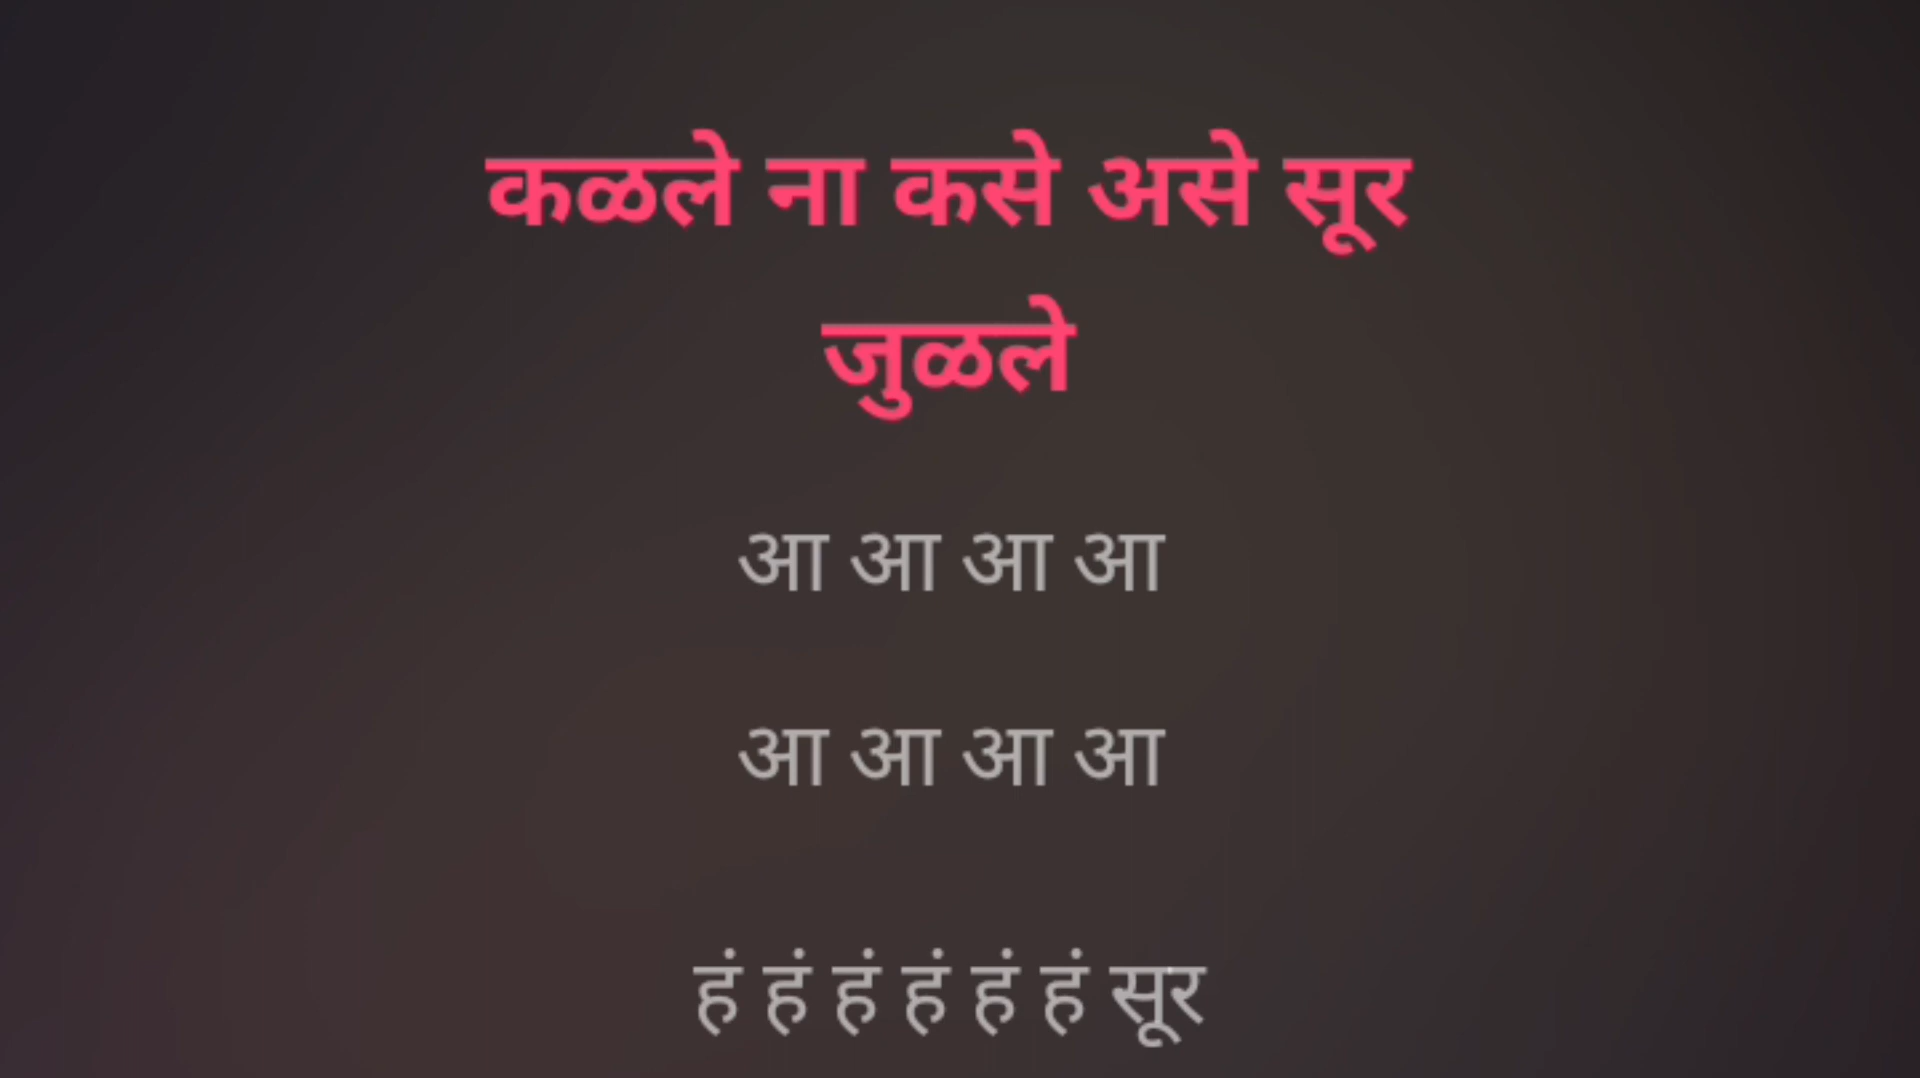 कळले ना कसे असे सूर
जुळले
आ आ आ आ
आ आ आ आ
हं हं हं हं हं हं सूर